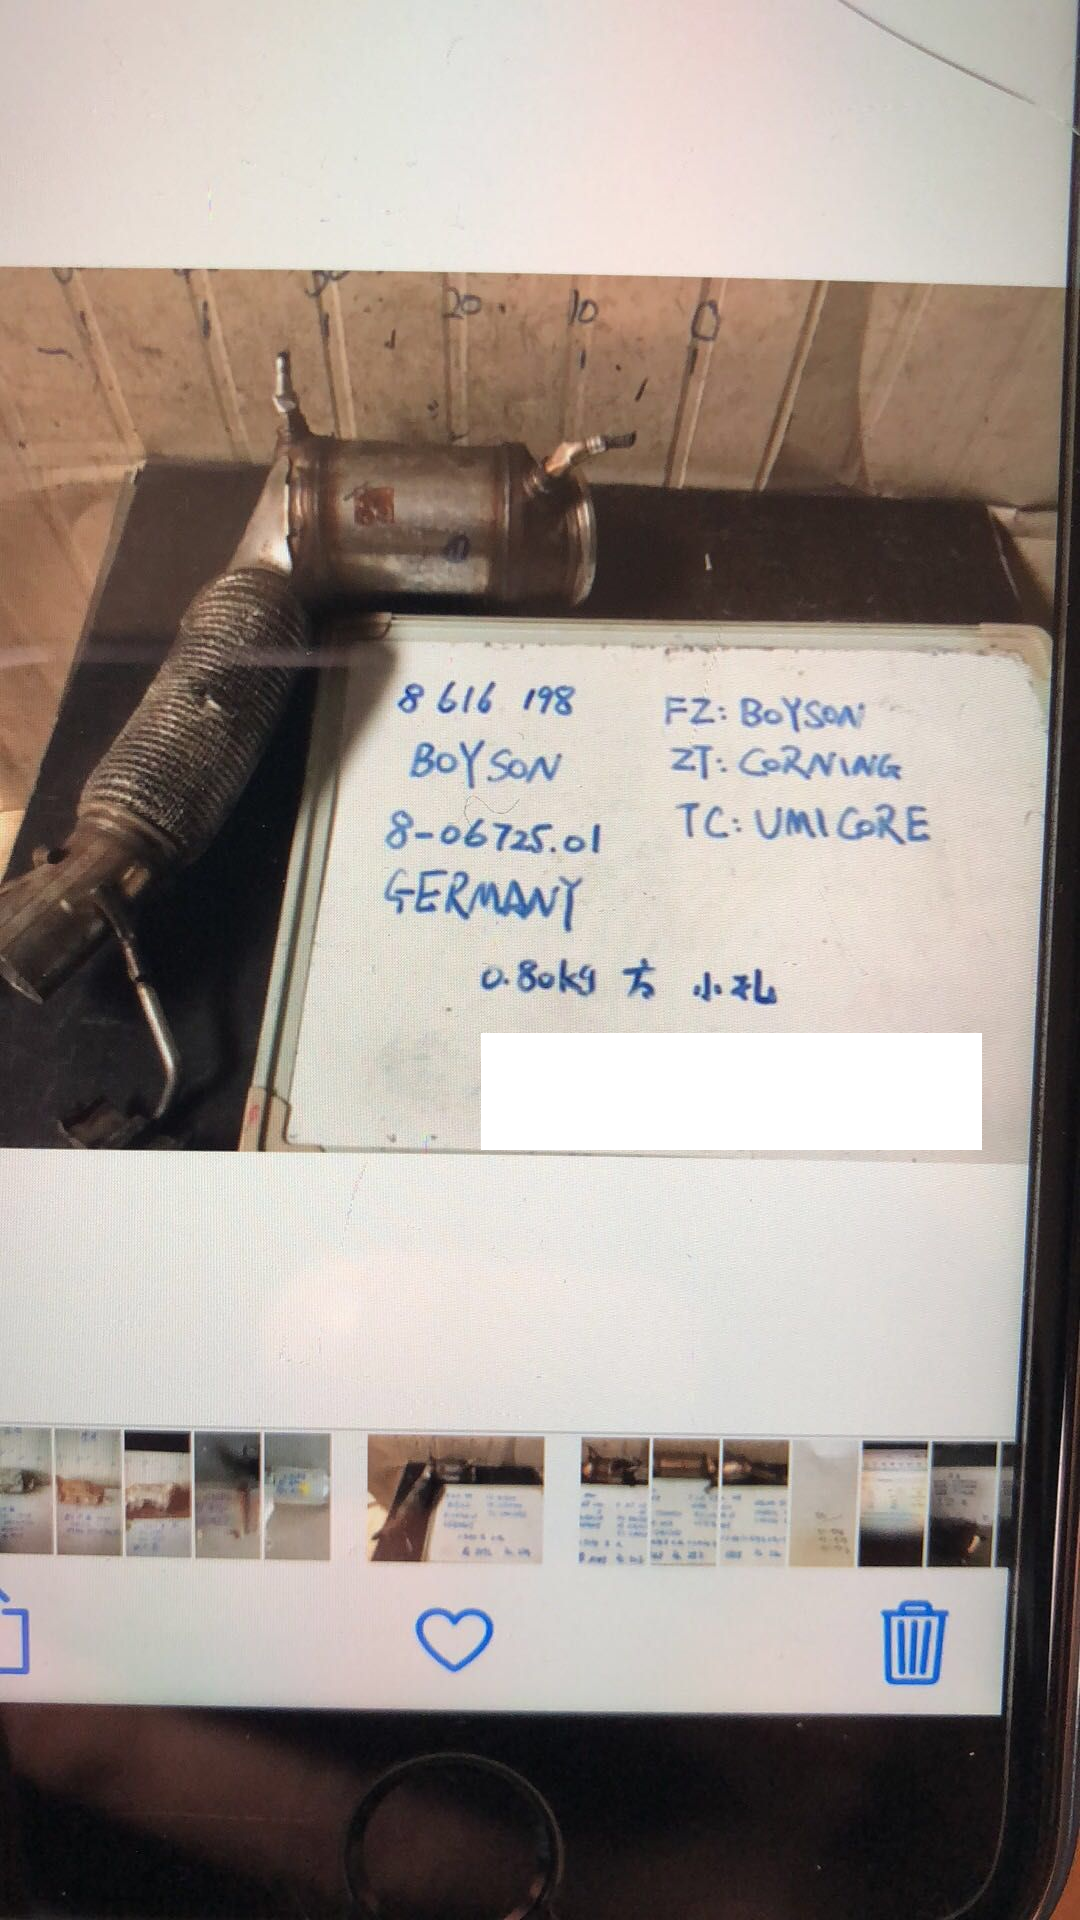 20.
10
0
8 616 198
BOYSON
8-06725.01
GERMANY
FZ: BOYSON
ZT: CORNING
TC: UMICORE
0.80kg 方 小孔